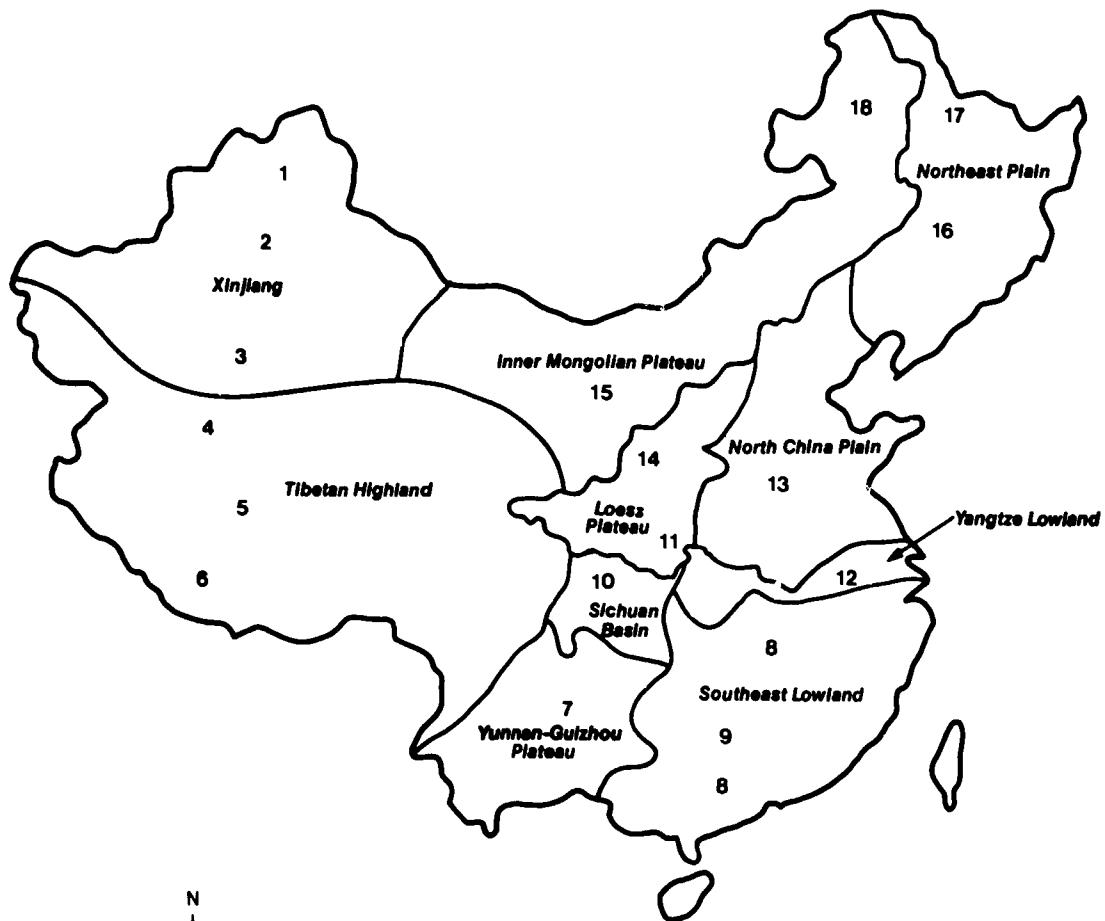 18
17
1
Northeast Plain
2
16
Xinjiang
3
Inner Mongolian Plateau
15
4
North China Plain
14
13
Tibetan Highland
5
Loess
Plateau
Yangtze Lowland
11
6
10
12
Sichuan
Basin
8
Southeast Lowland
7
Yunnan-Guizhou
Plateau
9
8
N